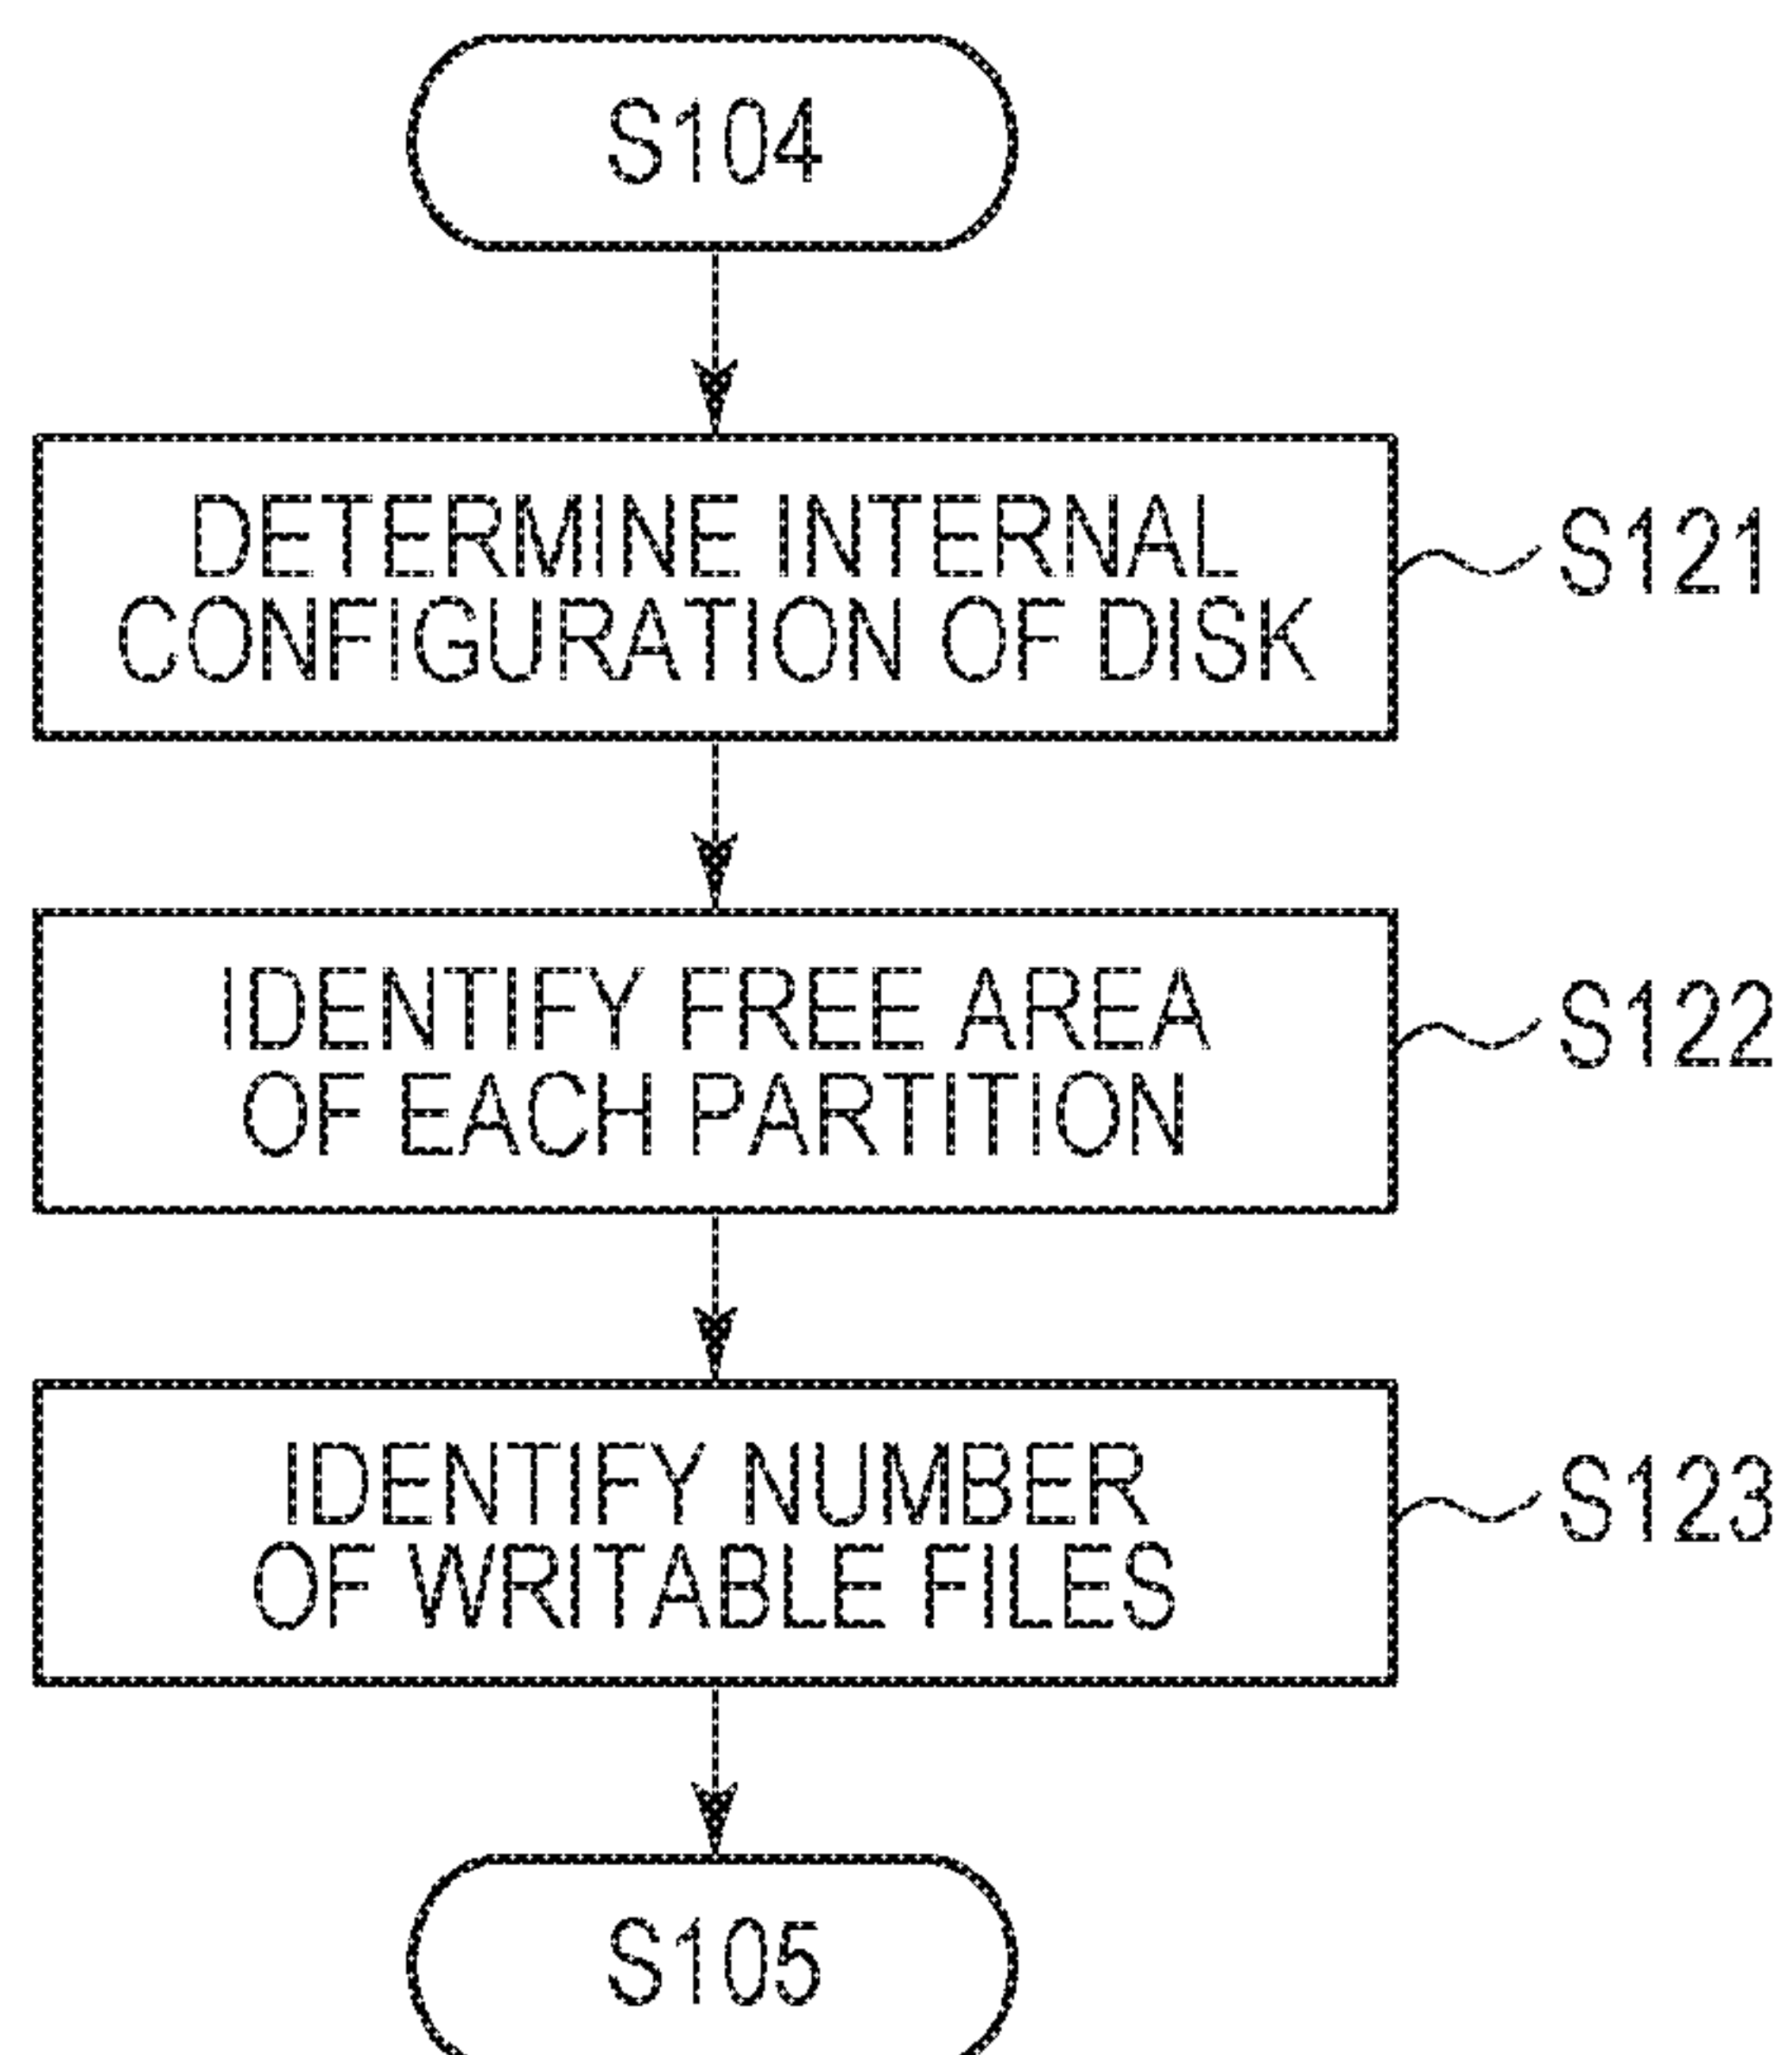 S104
DETERMINE INTERNAL
CONFIGURATION OF DISK
S121
IDENTIFY FREE AREA
OF EACH PARTITION
S122
IDENTIFY NUMBER
OF WRITABLE FILES
S123
S105